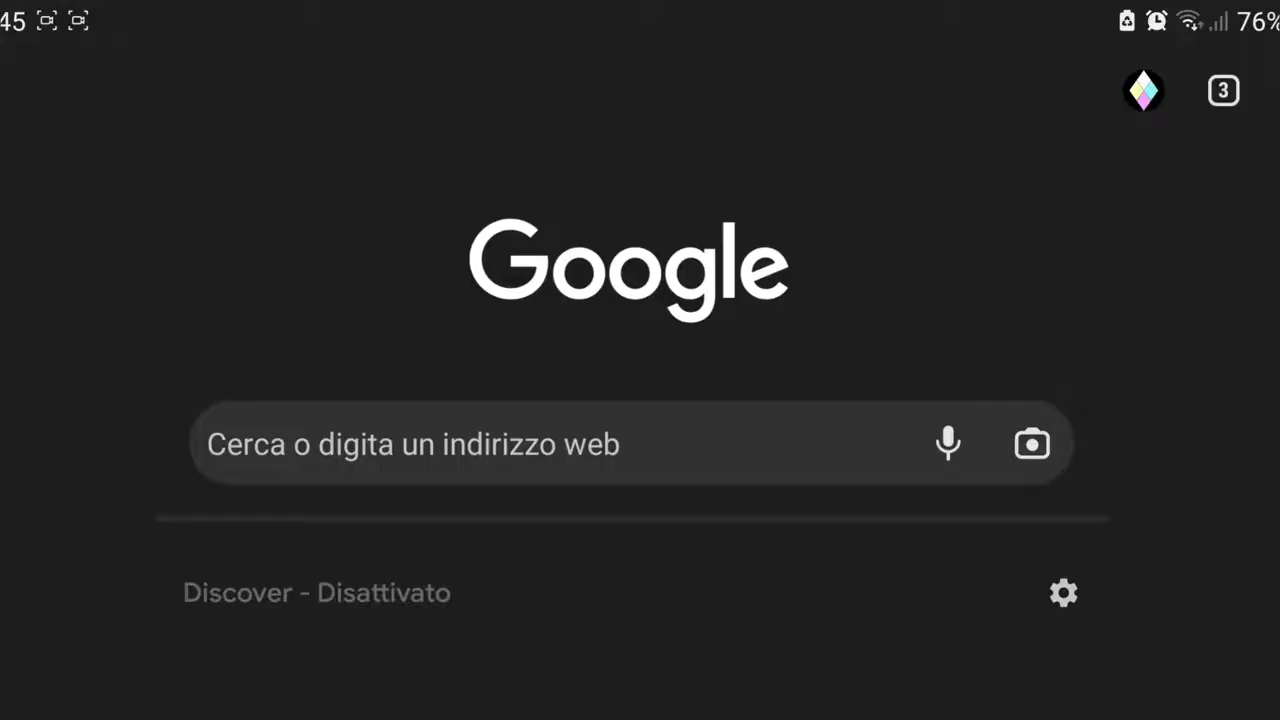 45 76%
3
Google
Cerca o digita un indirizzo web
Discover - Disattivato